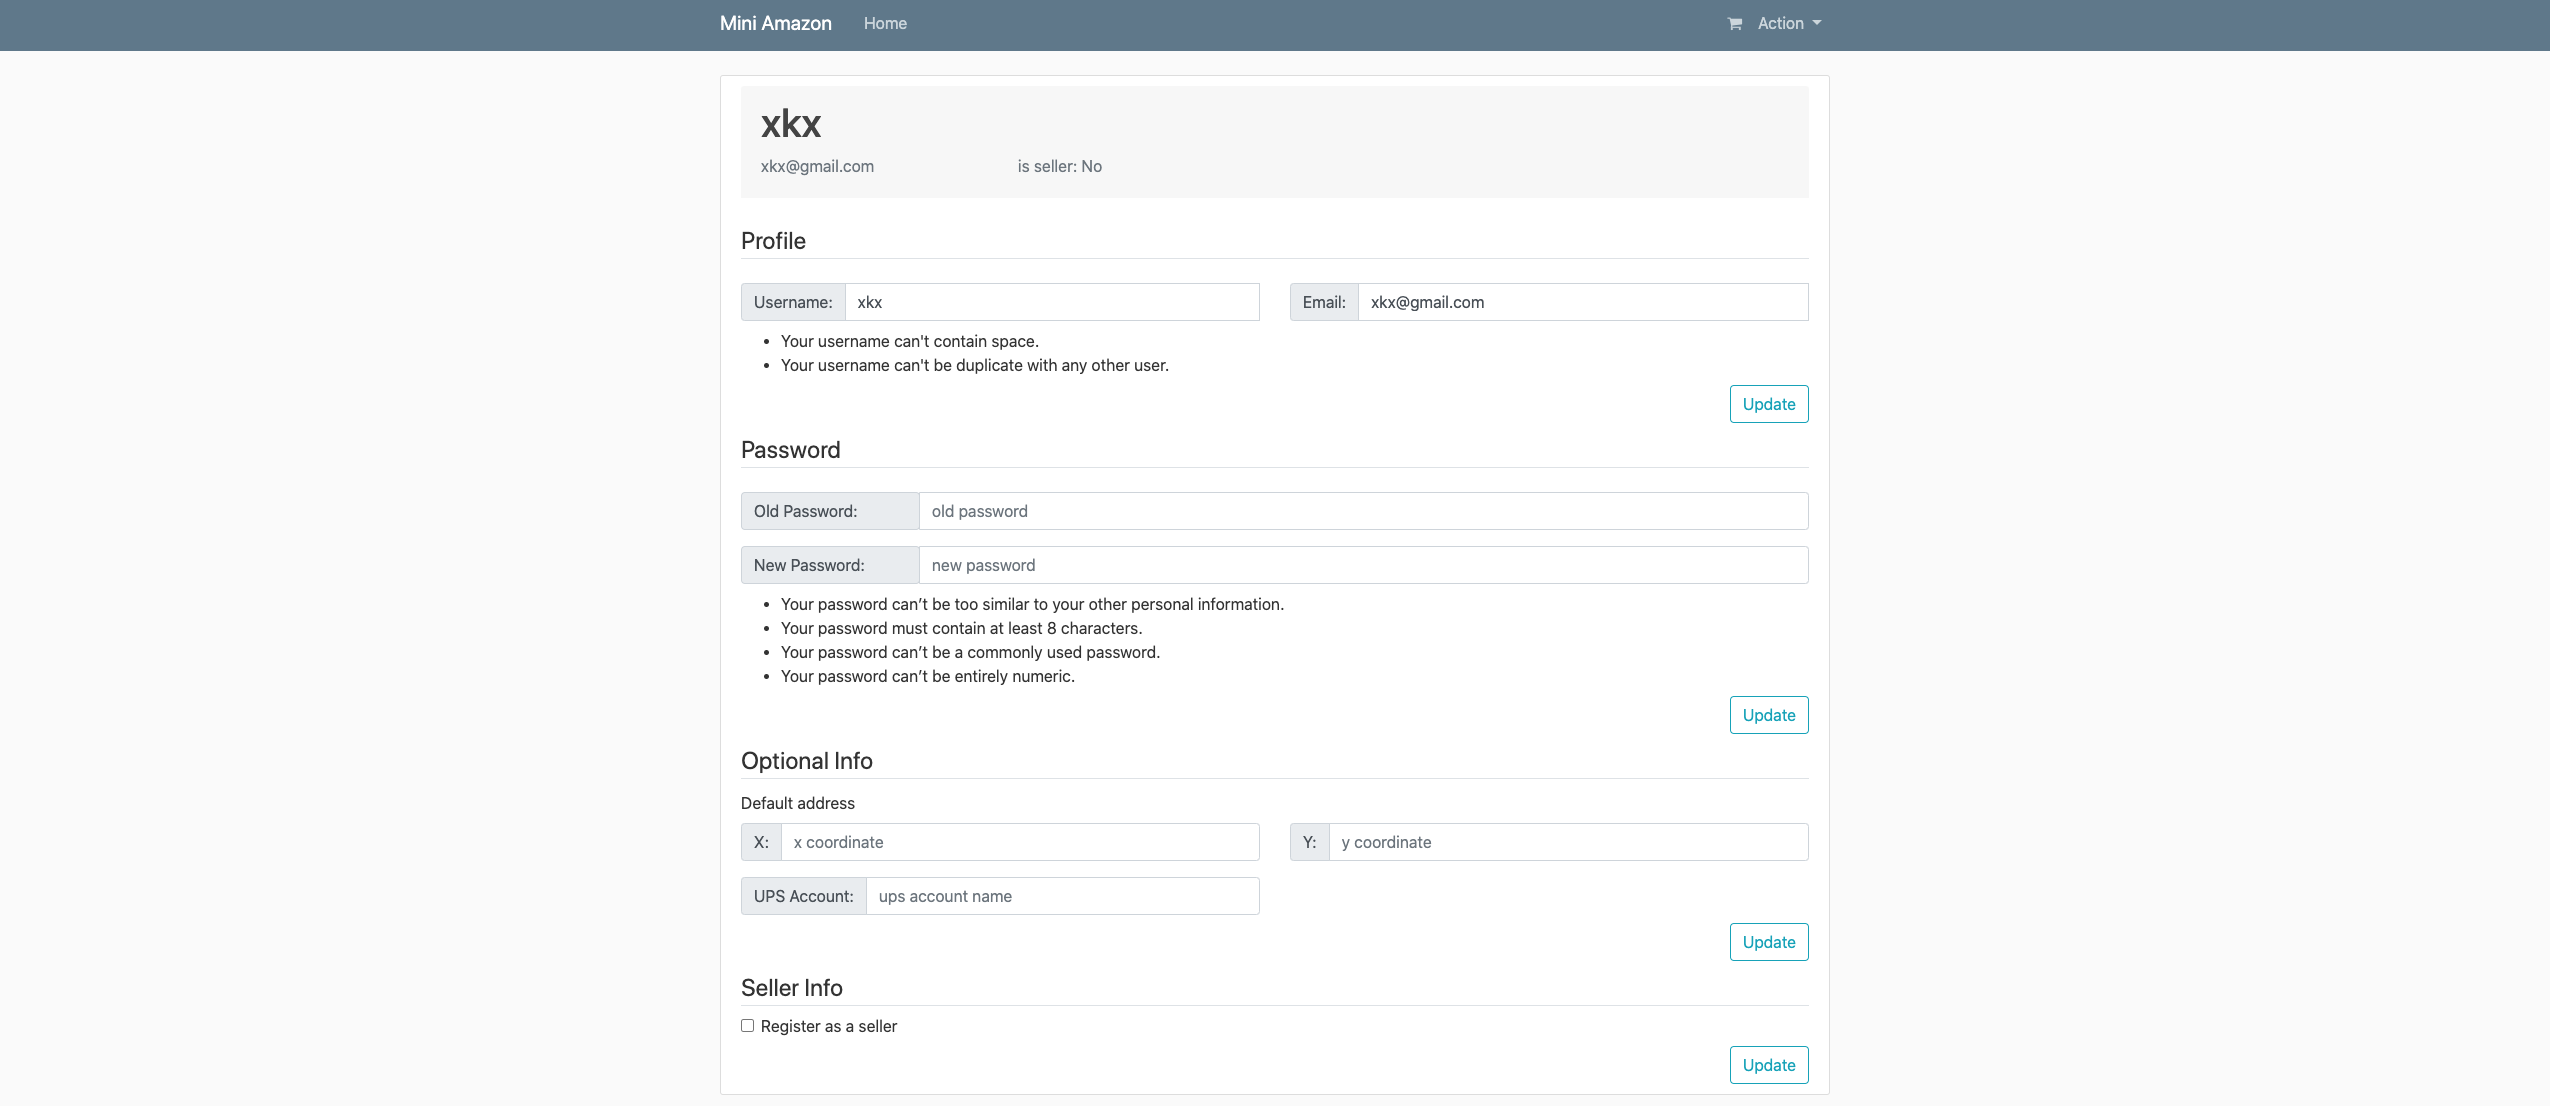 Mini Amazon Home Action
xkx
xkx@gmail.com is seller: No
Profile
Username: xkx Email: xkx@gmail.com
Your username can't contain space.
Your username can't be duplicate with any other user.
Update
Password
Old Password: old password
New Password: new password
Your password can’t be too similar to your other personal information.
Your password must contain at least 8 characters.
Your password can’t be a commonly used password.
Your password can’t be entirely numeric.
Update
Optional Info
Default address
X: x coordinate Y: y coordinate
UPS Account: ups account name
Update
Seller Info
Register as a seller
Update